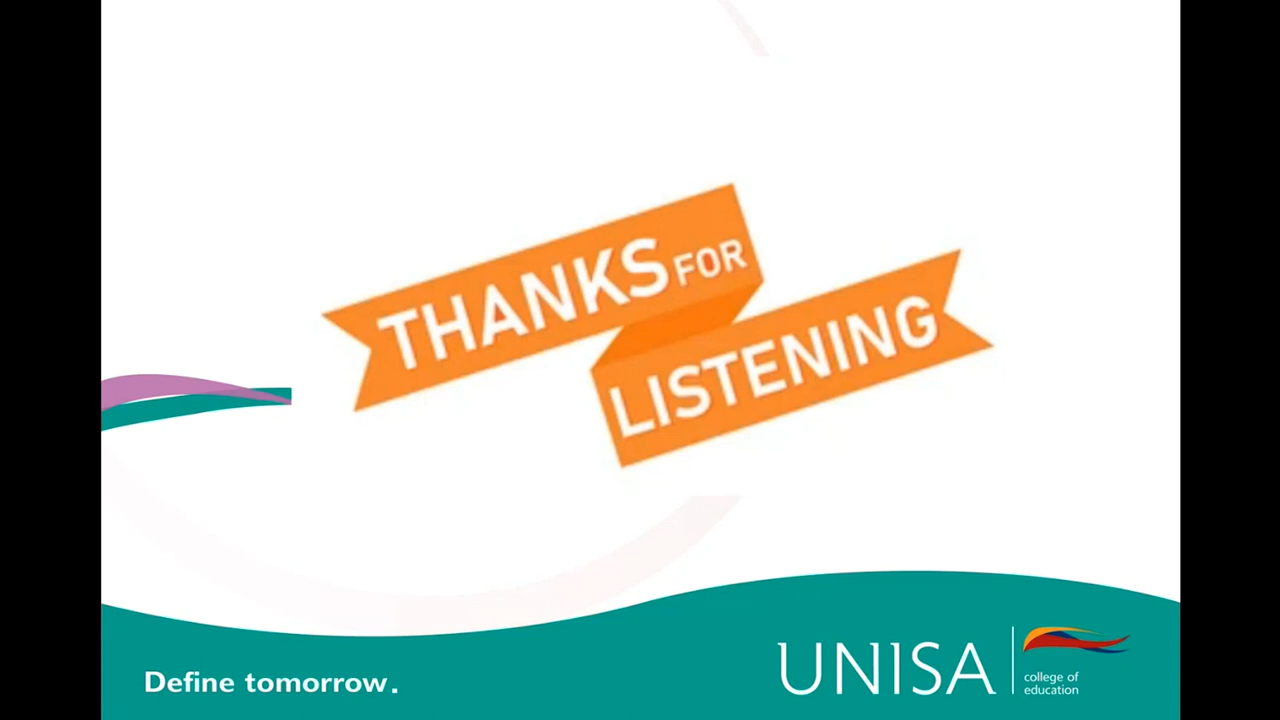 THANKS FOR
LISTENING
Define tomorrow.
UNISA
college of
education